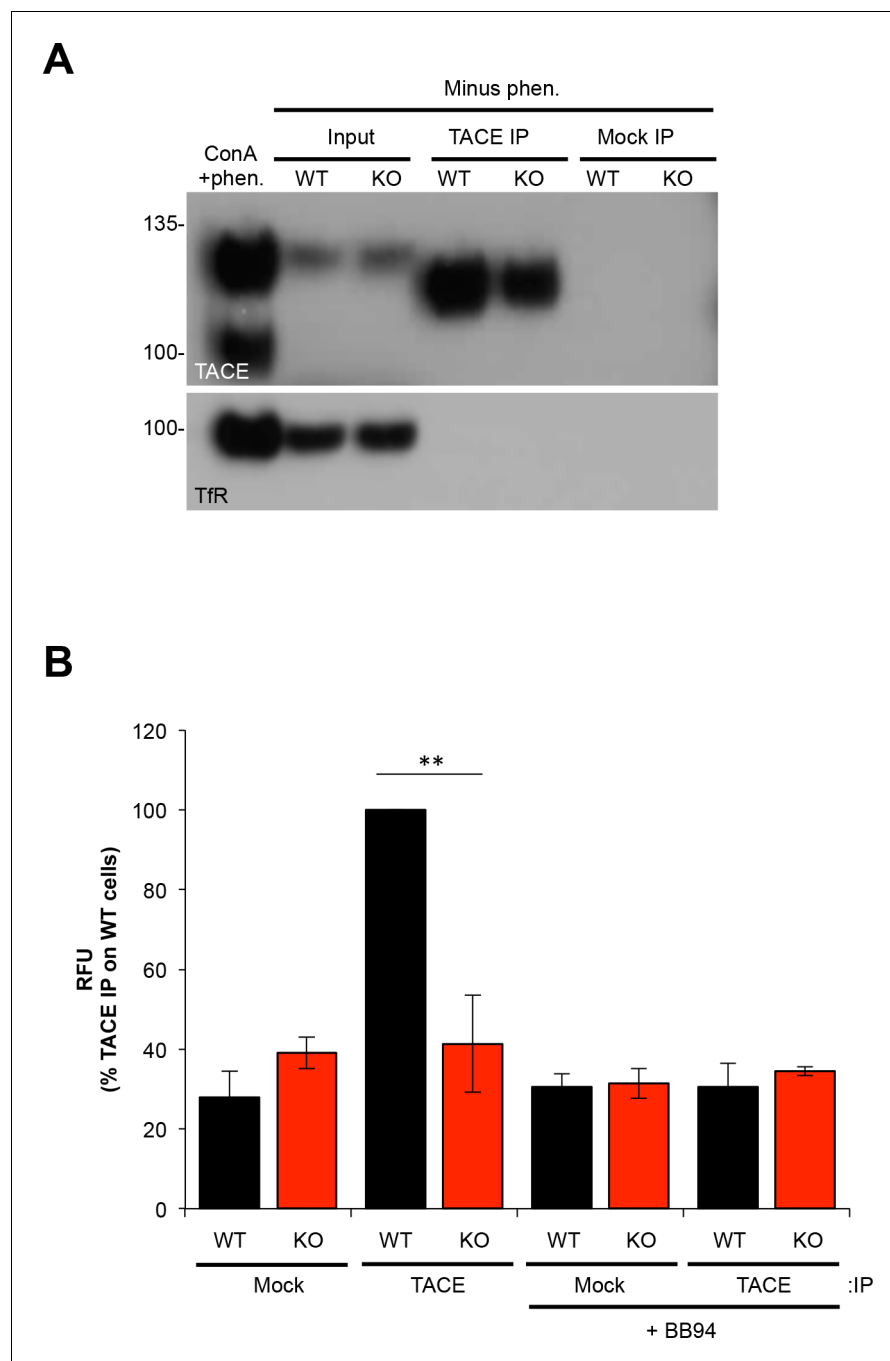 A
Minus phen.
Input TACE IP Mock IP
ConA
+phen. WT KO WT KO WT KO
135-
100-
TACE
100-
TfR
B
120
100
80
60
40
20
0
RFU
(% TACE IP on WT cells)
**
WT KO WT KO WT KO WT KO
Mock TACE Mock TACE :IP
+ BB94